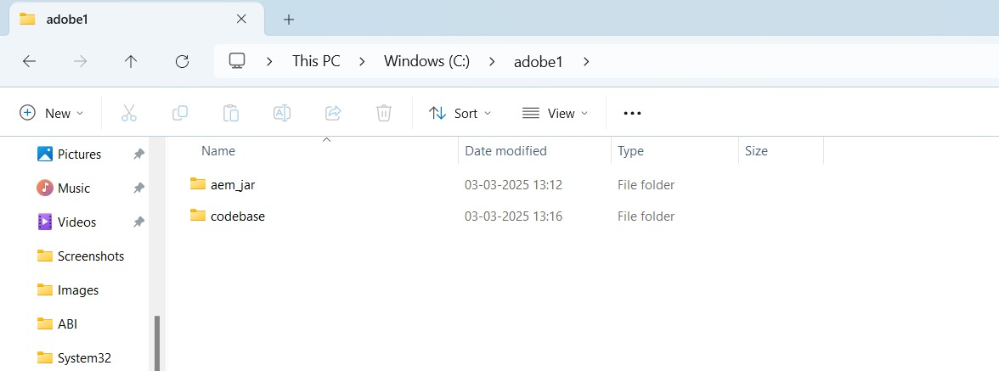 adobe1
This PC Windows (C:) adobe1
New Sort View
Name Date modified Type Size
Pictures
Music
Videos
Screenshots
Images
ABI
System32
aem_jar 03-03-2025 13:12 File folder
codebase 03-03-2025 13:16 File folder